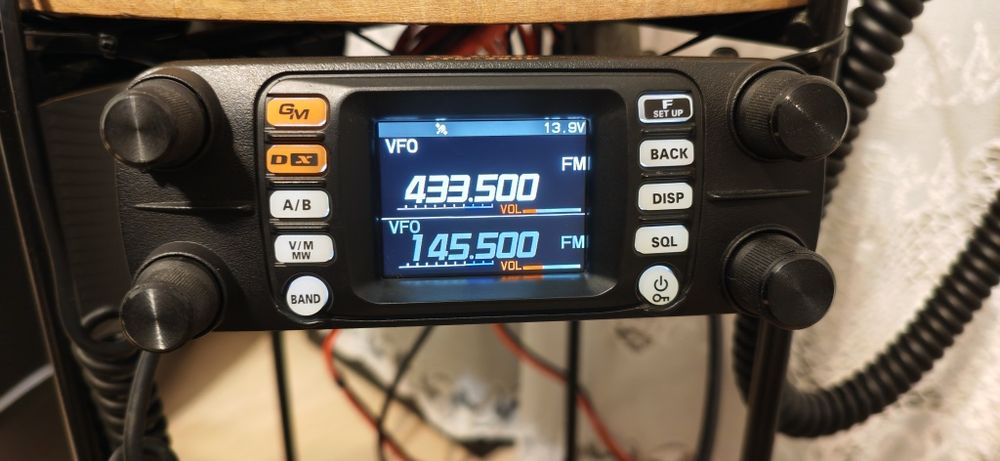 GM
DX
A/B
V/M
MW
BAND
13.9V
VFO
FM
433.500
VOL
VFO
145.500
FM
VOL
F
SET UP
BACK
DISP
SQL